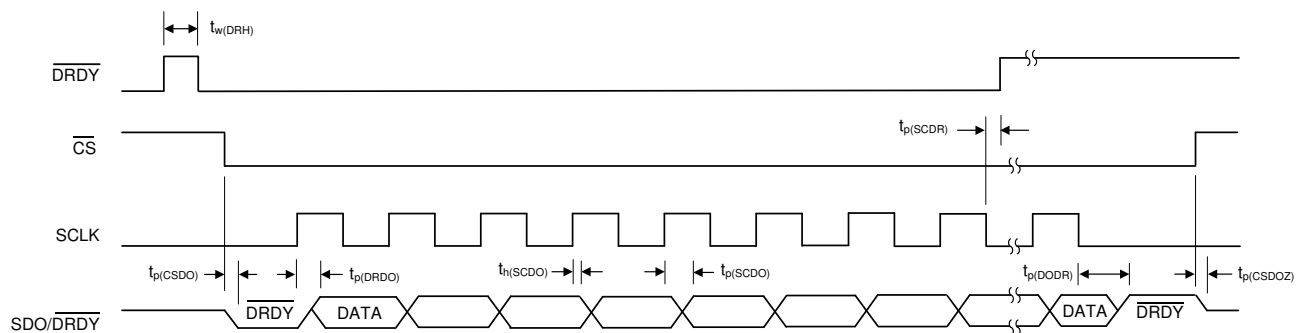 tw(DRH)
DRDY
tp(SCDR)
CS
SCLK
tp(CSDO)
tp(DRDO)
th(SCDO)
tp(SCDO)
tp(DODR)
tp(CSDOZ)
SDO/DRDY
DRDY
DATA
DATA
DRDY